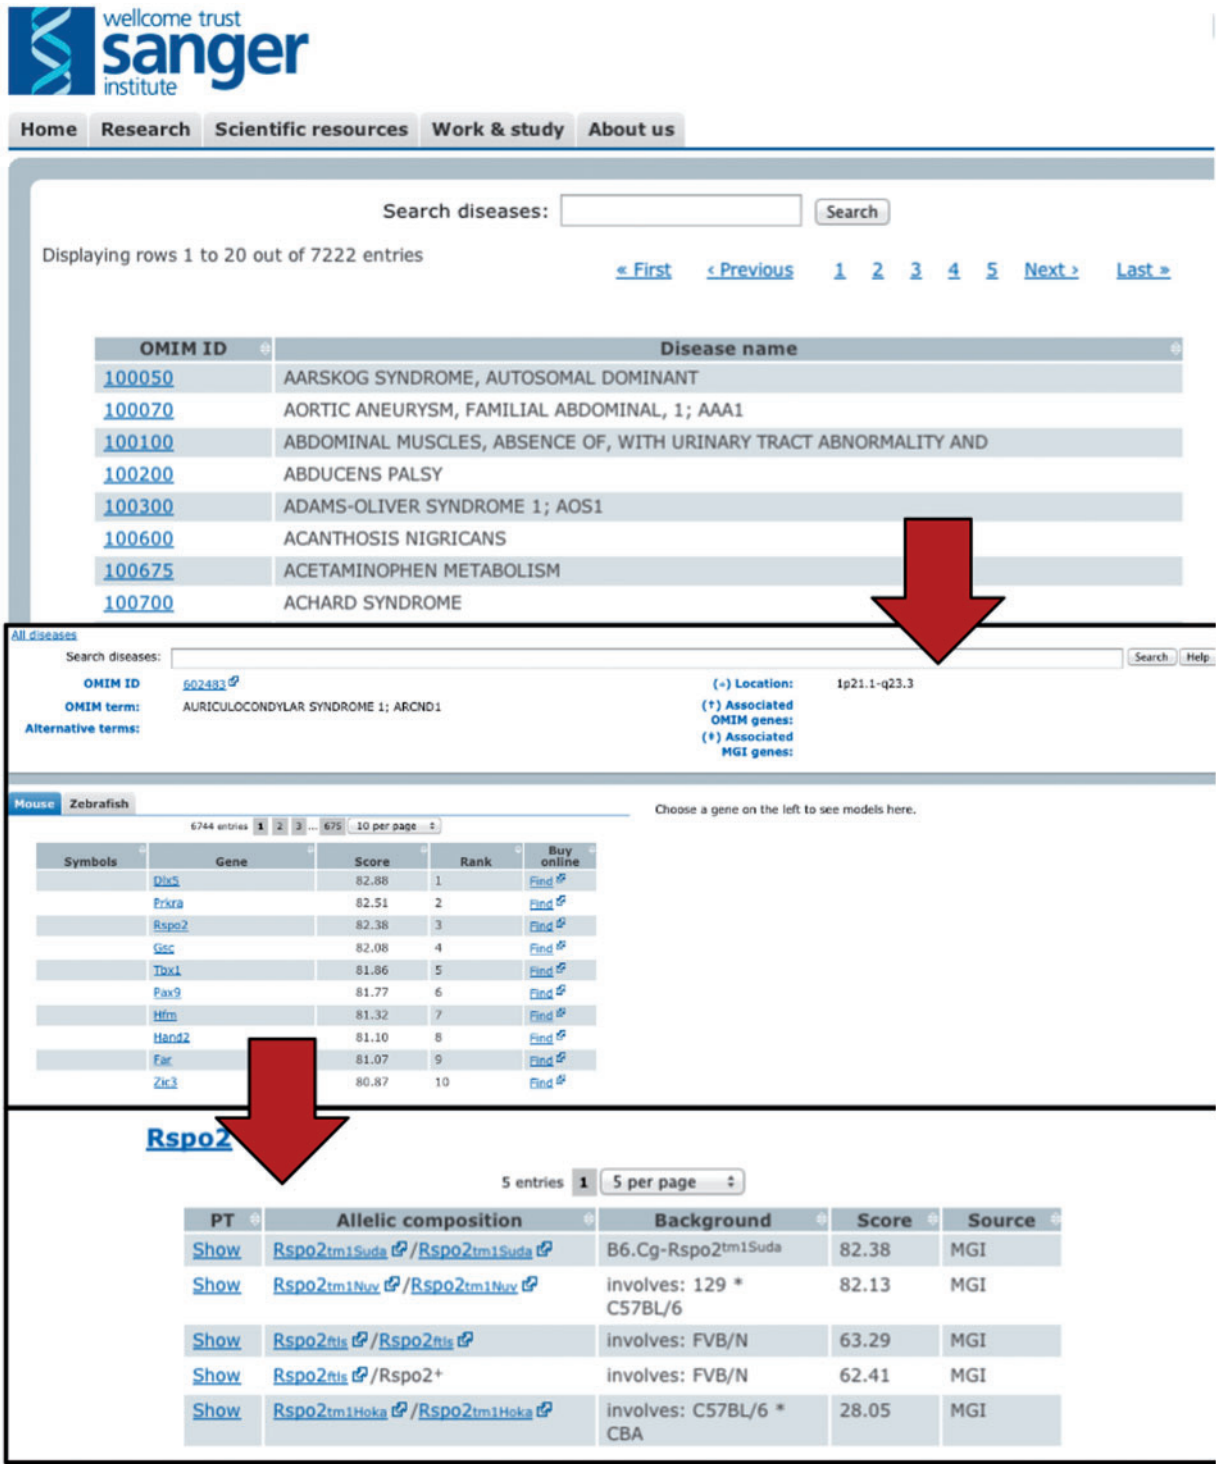 wellcome trust
sanger
institute
Home Research Scientific resources Work & study About us
Search diseases: Search
Displaying rows 1 to 20 out of 7222 entries
« First ‹ Previous 1 2 3 4 5 Next › Last »
OMIM ID Disease name
100050 AARSKOG SYNDROME, AUTOSOMAL DOMINANT
100070 AORTIC ANEURYSM, FAMILIAL ABDOMINAL, 1; AAA1
100100 ABDOMINAL MUSCLES, ABSENCE OF, WITH URINARY TRACT ABNORMALITY AND
100200 ABDUCENS PALSY
100300 ADAMS-OLIVER SYNDROME 1; AOS1
100600 ACANTHOSIS NIGRICANS
100675 ACETAMINOPHEN METABOLISM
100700 ACHARD SYNDROME
All diseases
Search diseases: Search Help
OMIM ID 602483 (*) Location: 1p21.1-q23.3
OMIM term: AURICULOCONDYLAR SYNDROME 1; ARCND1 (†) Associated
OMIM genes:
Alternative terms: (‡) Associated
MGI genes:
Mouse Zebrafish
Choose a gene on the left to see models here.
6744 entries 1 2 3 ... 675 10 per page
Symbols Gene Score Rank Buy online
Dlx5 82.88 1 Find
Prkra 82.51 2 Find
Rspo2 82.38 3 Find
Gsc 82.08 4 Find
Tbx1 81.86 5 Find
Pax9 81.77 6 Find
Hfm 81.32 7 Find
Hand2 81.10 8 Find
Far 81.07 9 Find
Zic3 80.87 10 Find
Rspo2
5 entries 1 5 per page
PT Allelic composition Background Score Source
Show Rspo2tm1Suda/Rspo2tm1Suda B6.Cg-Rspo2tm1Suda 82.38 MGI
Show Rspo2tm1Nuv/Rspo2tm1Nuv involves: 129 * 82.13 MGI
C57BL/6
Show Rspo2ftls/Rspo2ftls involves: FVB/N 63.29 MGI
Show Rspo2ftls/Rspo2+ involves: FVB/N 62.41 MGI
Show Rspo2tm1Hoka/Rspo2tm1Hoka involves: C57BL/6 * 28.05 MGI
CBA